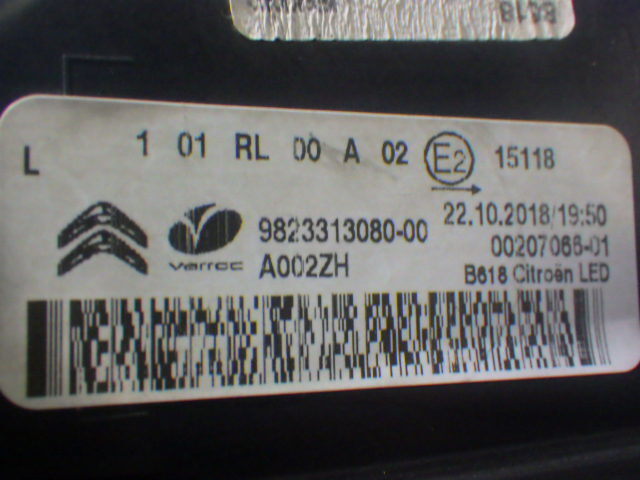 B618
L 1 01 RL 00 A 02 E2 15118
varroc 9823313080-00 22.10.2018/19:50
A002ZH 00207066-01
B618 Citroën LED